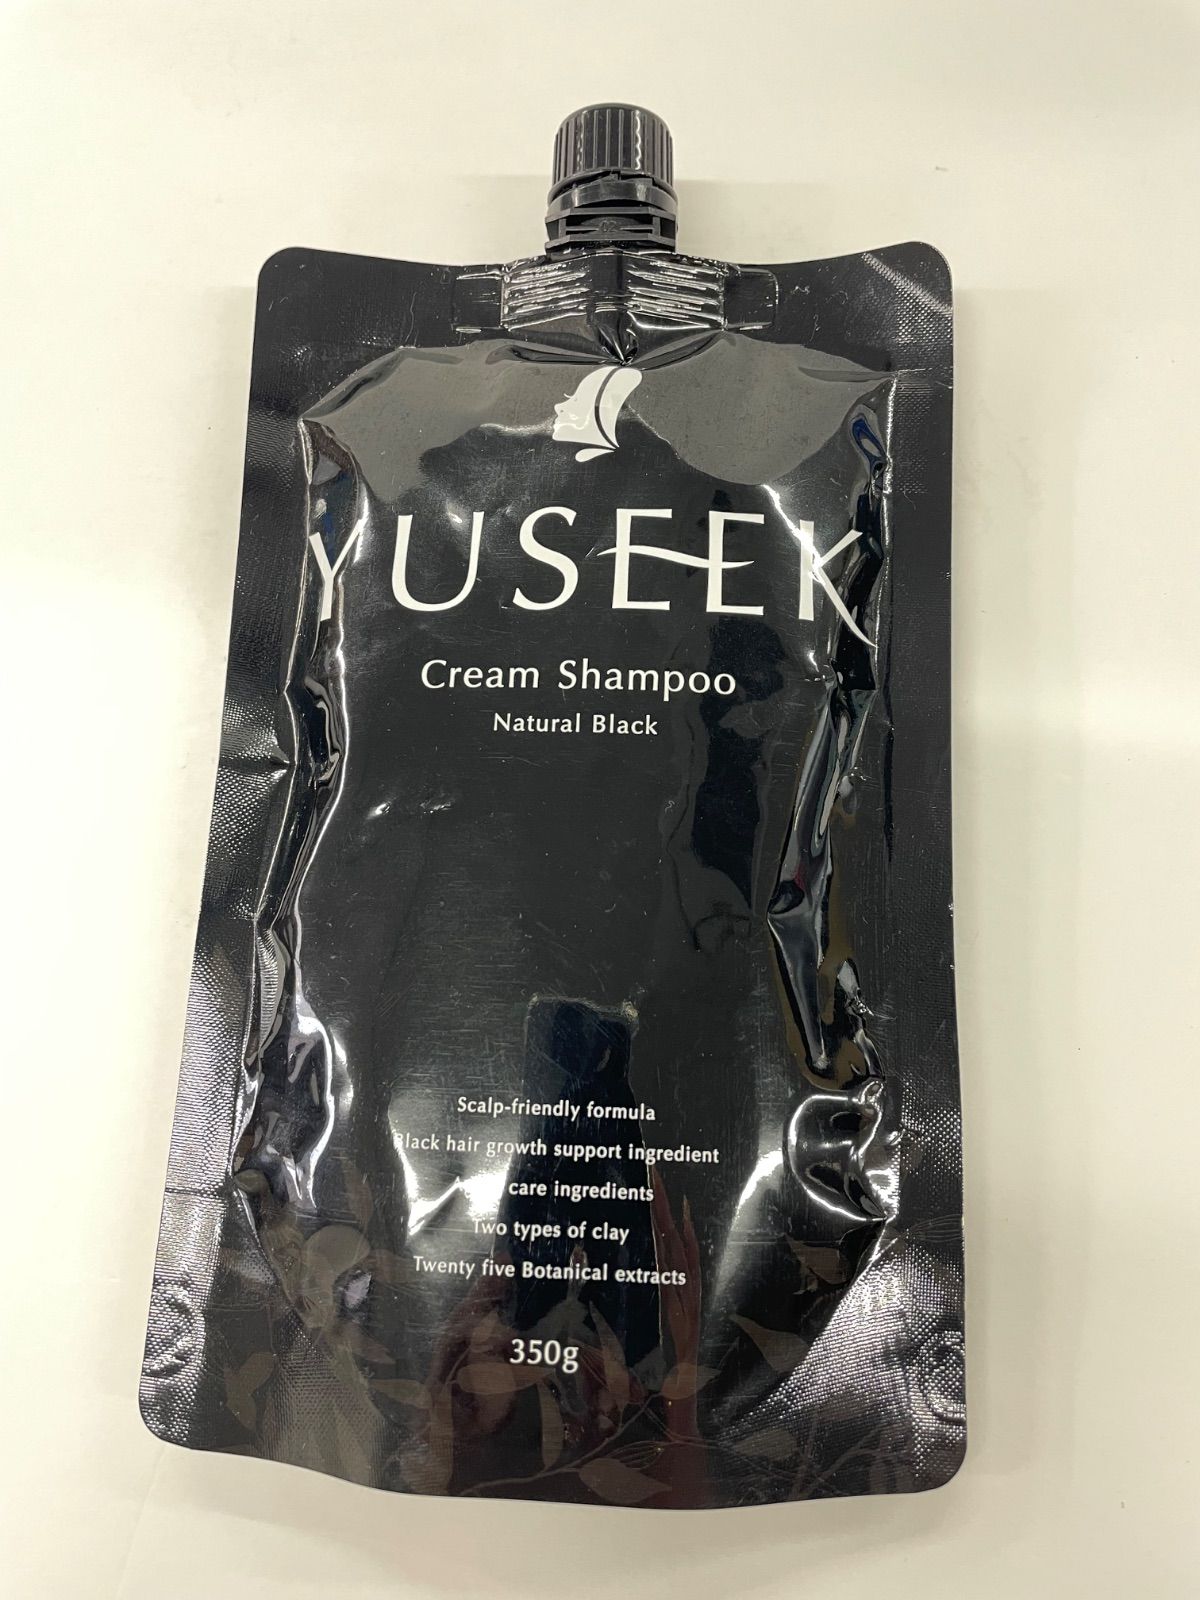 YUSEEK
Cream Shampoo
Natural Black
Scalp-friendly formula
Black hair growth support ingredient
care ingredients
Two types of clay
Twenty five Botanical extracts
350g